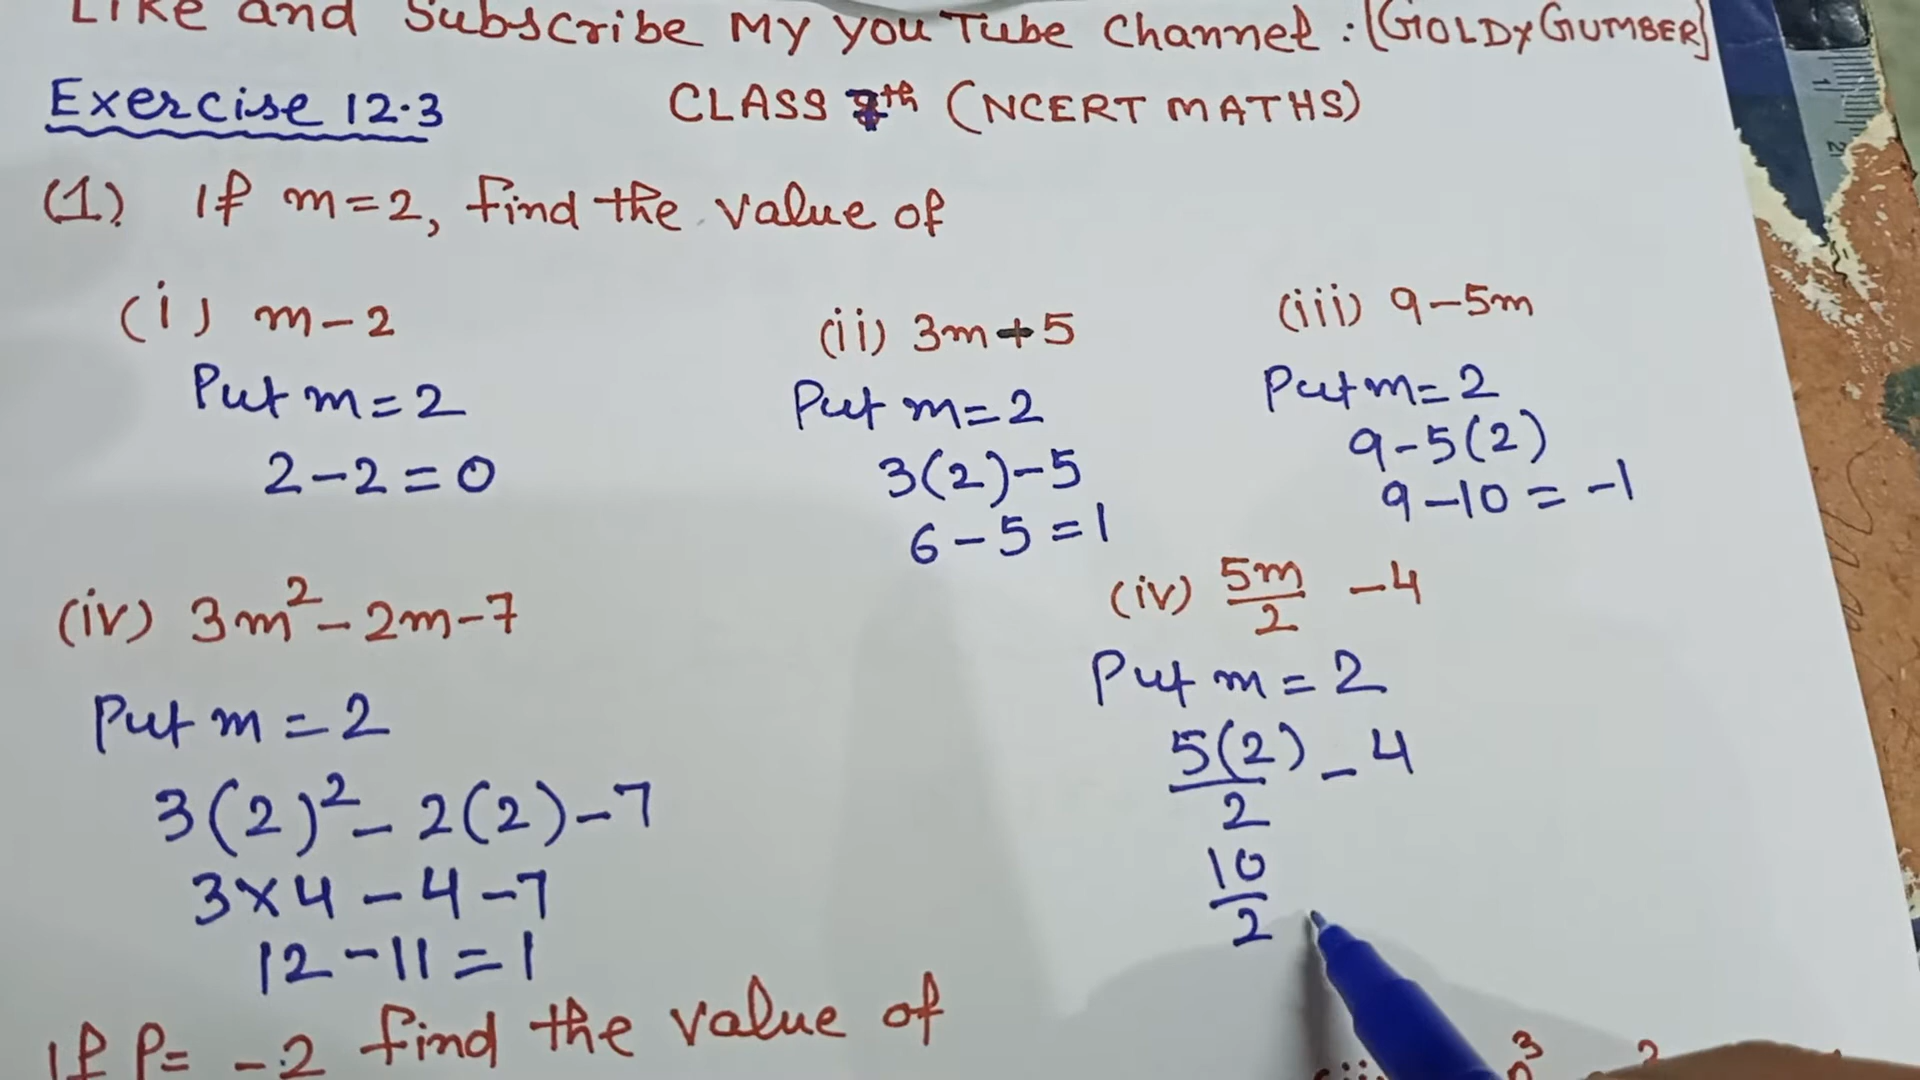 Like and Subscribe My YouTube Channel : [GOLDY GUMBER]
Exercise 12.3 CLASS 7th (NCERT MATHS)
(1) If m=2, find the value of
(i) m-2
Put m=2
2-2=0
(ii) 3m+5
Put m=2
3(2)-5
6-5=1
(iii) 9-5m
Put m=2
9-5(2)
9-10=-1
(iv) 3m²-2m-7
Put m=2
3(2)²-2(2)-7
3×4-4-7
12-11=1
(iv) 5m/2 -4
Put m=2
5(2)/2 -4
10/2
If P=-2 find the value of